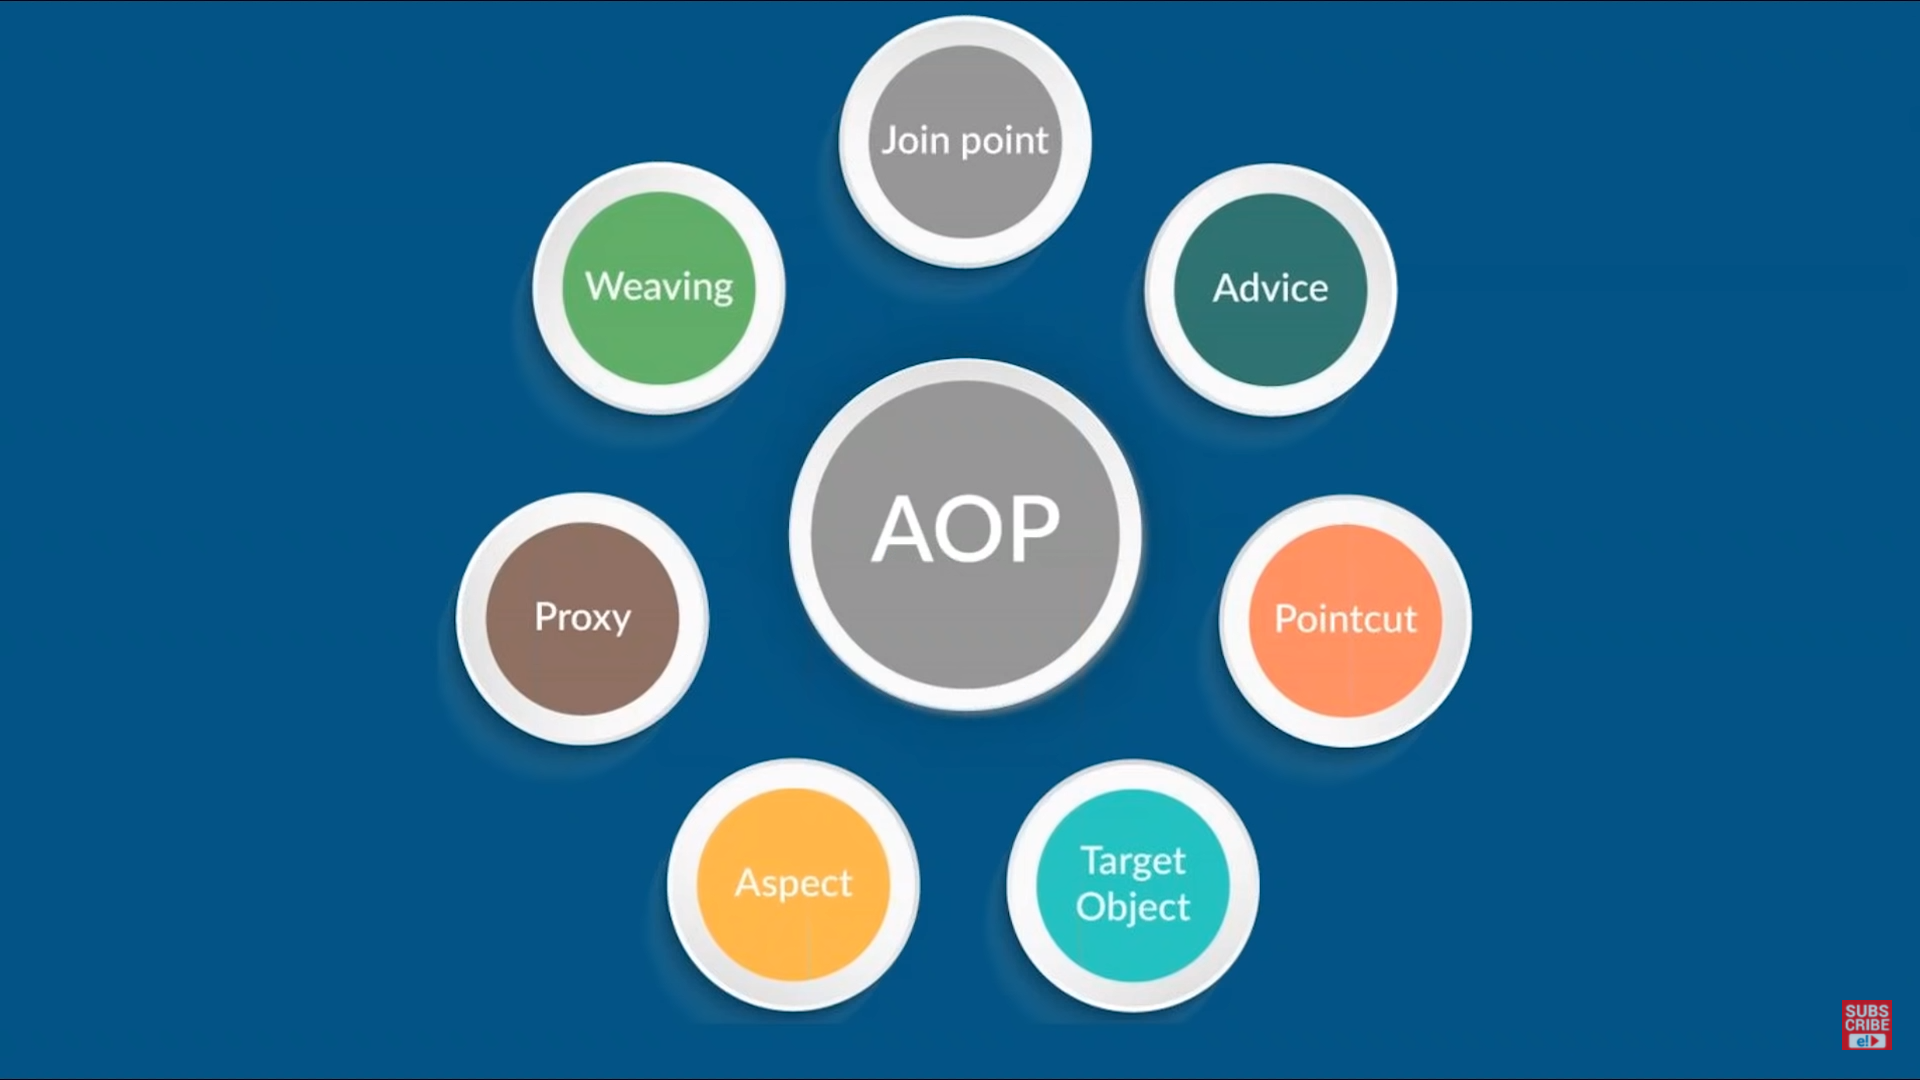 Join point
Weaving
Advice
AOP
Proxy
Pointcut
Aspect
Target
Object
SUBS
CRIBE
e!